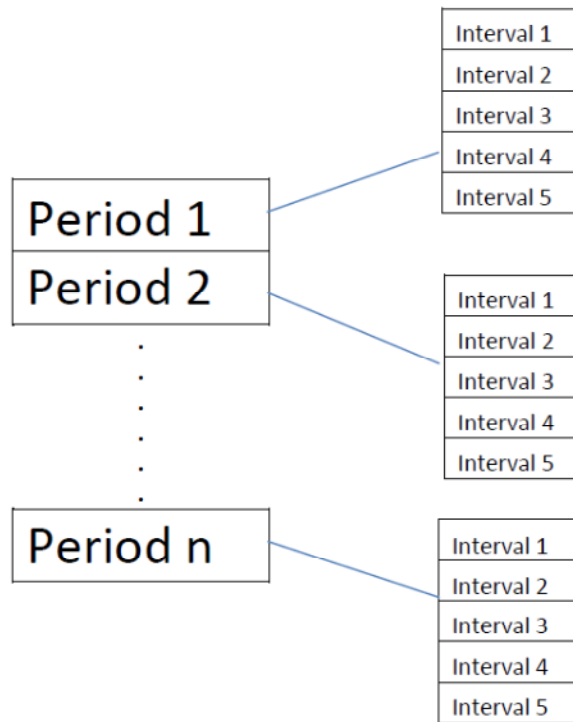 Interval 1
Interval 2
Interval 3
Interval 4
Interval 5
Period 1
Period 2
.
.
.
.
.
.
Period n
Interval 1
Interval 2
Interval 3
Interval 4
Interval 5
Interval 1
Interval 2
Interval 3
Interval 4
Interval 5